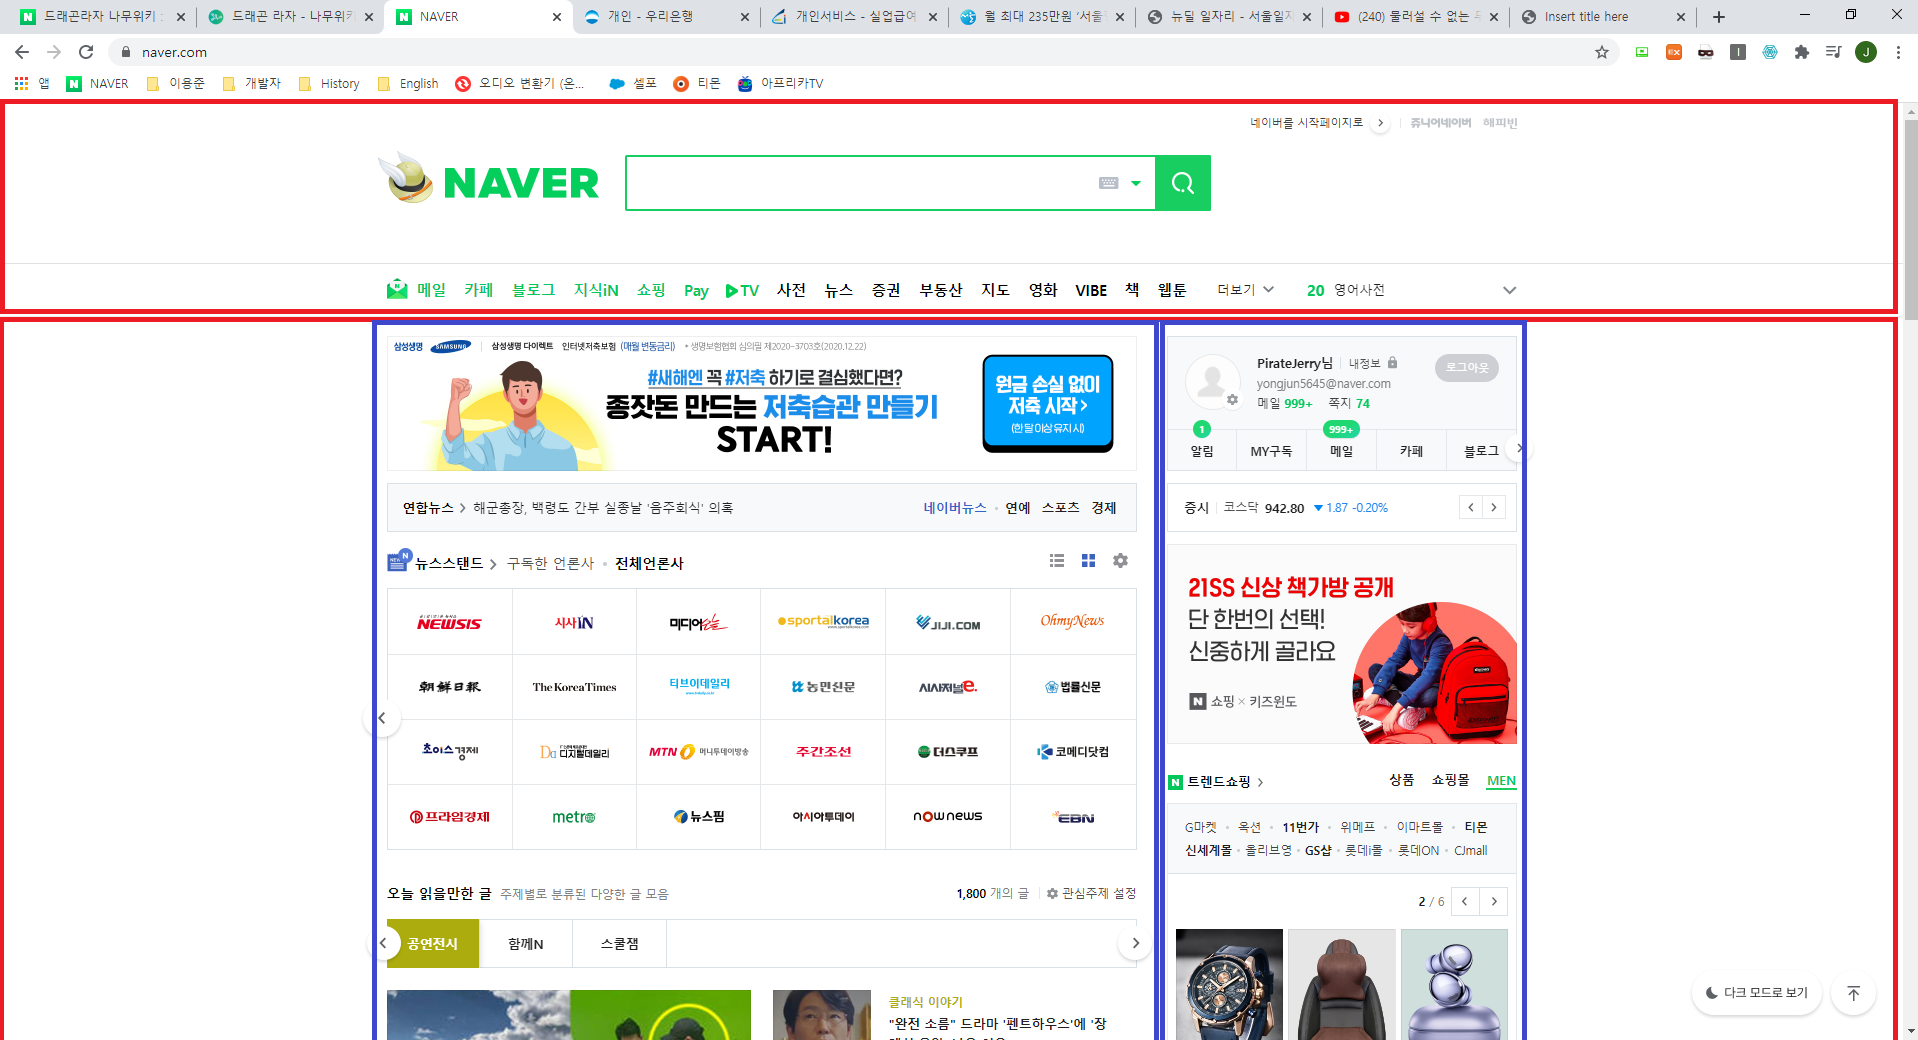 드래곤라자 나무위키 :
드래곤 라자 - 나무위키
NAVER
개인 - 우리은행
개인서비스 - 실업급여
월 최대 235만원 '서울
뉴딜 일자리 - 서울일자
(240) 물러설 수 없는
Insert title here
naver.com
J
앱
NAVER
이용준
개발자
History
English
오디오 변환기 (온...
셀포
티몬
아프리카TV
네이버를 시작페이지로
쥬니어네이버 해피빈
NAVER
메일 카페 블로그 지식iN 쇼핑 Pay TV 사전 뉴스 증권 부동산 지도 영화 VIBE 책 웹툰 더보기 20 영어사전
삼성생명 SAMSUNG 삼성생명 다이렉트 인터넷저축보험 (매월 변동금리) * 생명보험협회 심의필 제2020-3703호(2020.12.22)
#새해엔 꼭 #저축 하기로 결심했다면?
종잣돈 만드는 저축습관 만들기
START!
원금 손실 없이
저축 시작 >
(한 달 이상 유지 시)
PirateJerry님 내정보
로그아웃
yongjun5645@naver.com
메일 999+ 쪽지 74
1 999+
알림 MY구독 메일 카페 블로그
연합뉴스 > 해군총장, 백령도 간부 실종날 '음주회식' 의혹
네이버뉴스 연예 스포츠 경제
증시 코스닥 942.80 ▼1.87 -0.20%
뉴스스탠드 > 구독한 언론사 전체언론사
NEWSIS 시사IN 미디어오늘 sportalkorea JIJI.COM OhmyNews
www.sportalkorea.com
朝鮮日報 The Korea Times 티브이데일리 농민신문 시사저널e. 법률신문
초이스경제 디지털데일리 MTN 머니투데이방송 주간조선 더스쿠프 코메디닷컴
프라임경제 metro 뉴스핌 아시아투데이 nownews EBN
21SS 신상 책가방 공개
단 한번의 선택!
신중하게 골라요
N 쇼핑 × 키즈윈도
N 트렌드쇼핑 >
상품 쇼핑몰 MEN
G마켓 옥션 11번가 위메프 이마트몰 티몬
신세계몰 올리브영 GS샵 롯데i몰 롯데ON CJmall
2 / 6
오늘 읽을만한 글 주제별로 분류된 다양한 글 모음
1,800 개의 글 관심주제 설정
공연전시 함께N 스쿨잼
클래식 이야기
"완전 소름" 드라마 '펜트하우스'에 '장
다크 모드로 보기